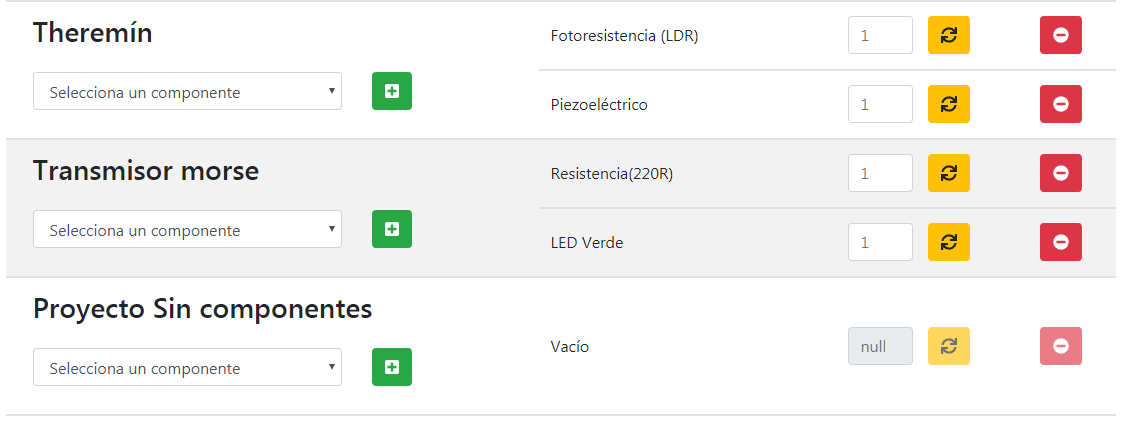 Theremín
Fotoresistencia (LDR) 1
Selecciona un componente
Piezoeléctrico 1
Transmisor morse
Resistencia(220R) 1
Selecciona un componente
LED Verde 1
Proyecto Sin componentes
Vacío null
Selecciona un componente